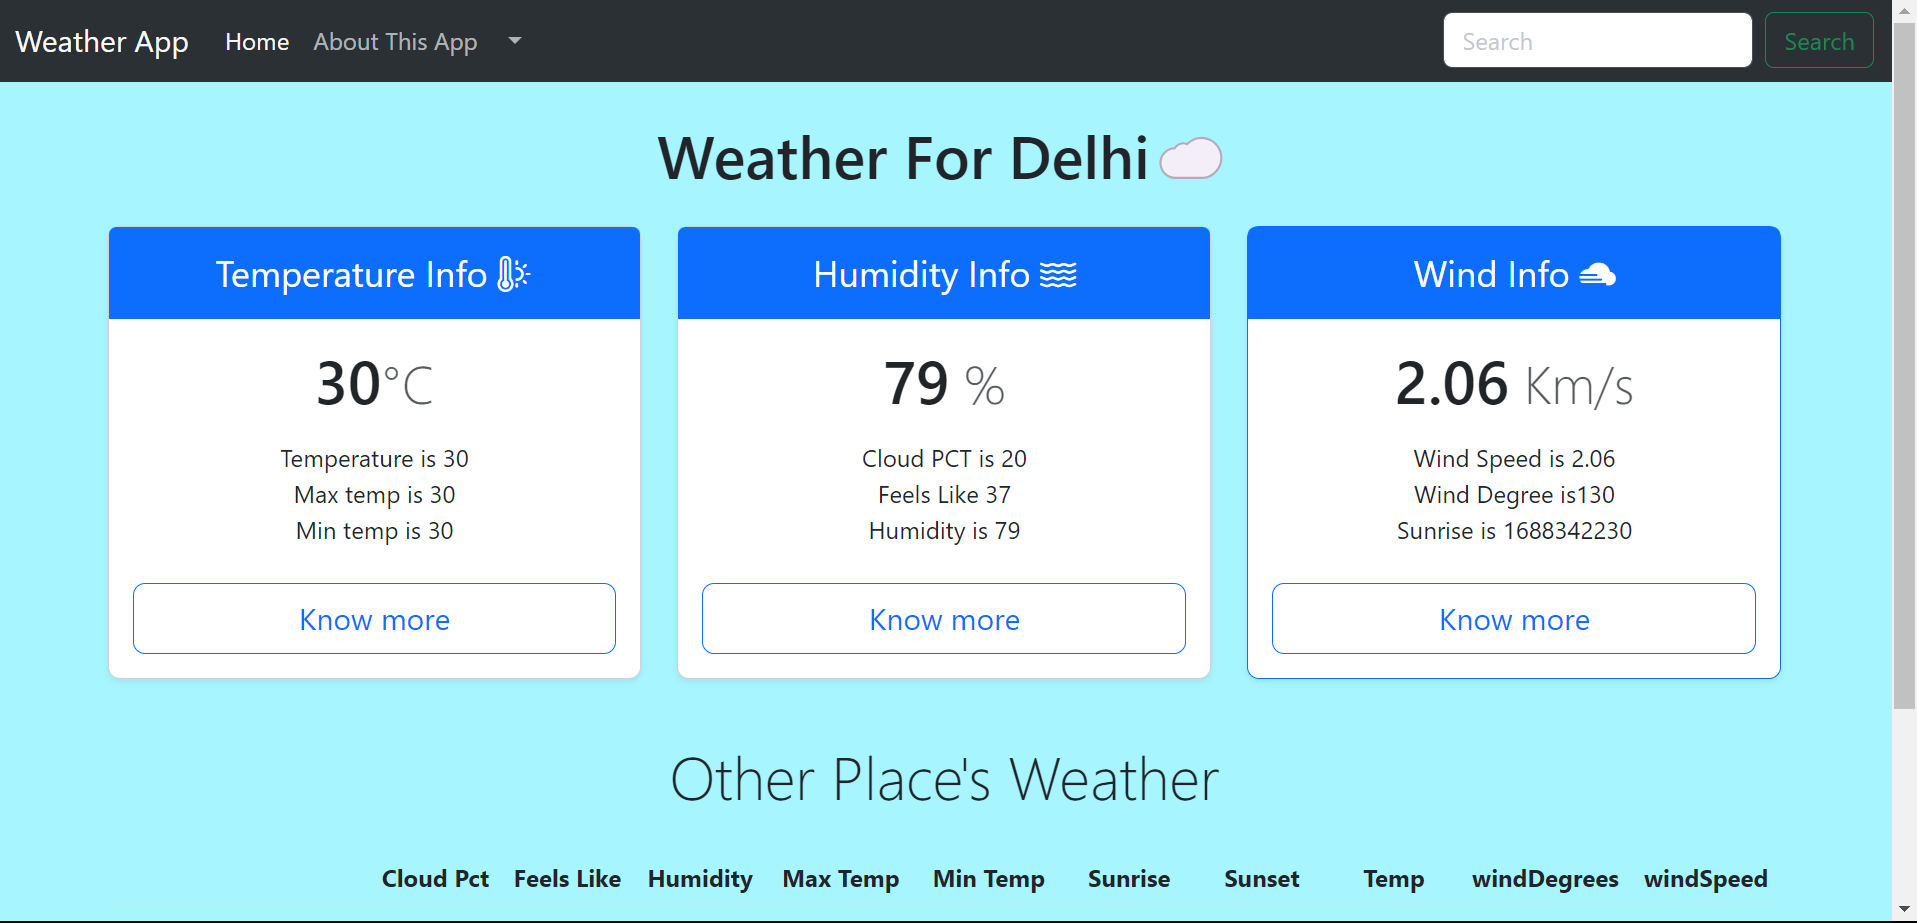 Weather App Home About This App Search Search
Weather For Delhi
Temperature Info
30°C
Temperature is 30
Max temp is 30
Min temp is 30
Know more
Humidity Info
79 %
Cloud PCT is 20
Feels Like 37
Humidity is 79
Know more
Wind Info
2.06 Km/s
Wind Speed is 2.06
Wind Degree is130
Sunrise is 1688342230
Know more
Other Place's Weather
Cloud Pct Feels Like Humidity Max Temp Min Temp Sunrise Sunset Temp windDegrees windSpeed